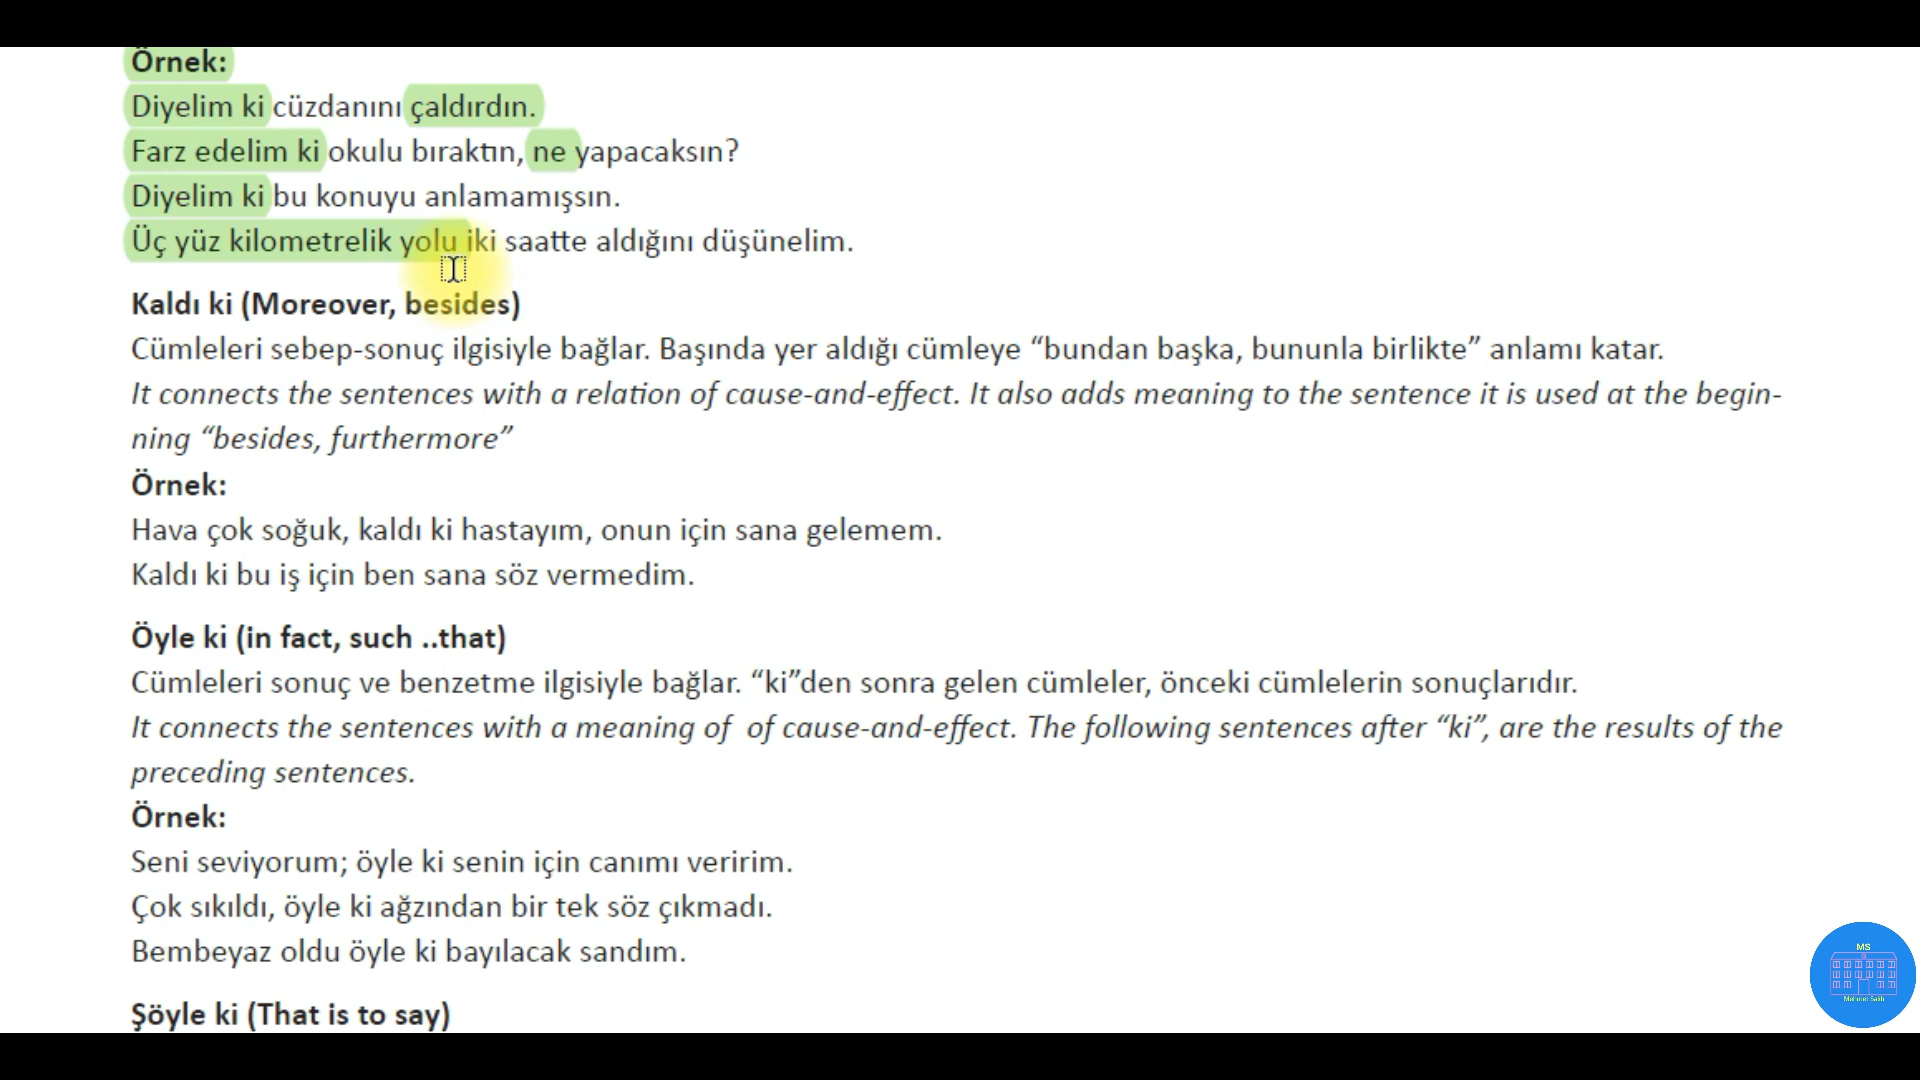 Örnek:
Diyelim ki cüzdanını çaldırdın.
Farz edelim ki okulu bıraktın, ne yapacaksın?
Diyelim ki bu konuyu anlamamışsın.
Üç yüz kilometrelik yolu iki saatte aldığını düşünelim.
Kaldı ki (Moreover, besides)
Cümleleri sebep-sonuç ilgisiyle bağlar. Başında yer aldığı cümleye “bundan başka, bununla birlikte” anlamı katar.
It connects the sentences with a relation of cause-and-effect. It also adds meaning to the sentence it is used at the begin-
ning “besides, furthermore”
Örnek:
Hava çok soğuk, kaldı ki hastayım, onun için sana gelemem.
Kaldı ki bu iş için ben sana söz vermedim.
Öyle ki (in fact, such ..that)
Cümleleri sonuç ve benzetme ilgisiyle bağlar. “ki”den sonra gelen cümleler, önceki cümlelerin sonuçlarıdır.
It connects the sentences with a meaning of  of cause-and-effect. The following sentences after “ki”, are the results of the
preceding sentences.
Örnek:
Seni seviyorum; öyle ki senin için canımı veririm.
Çok sıkıldı, öyle ki ağzından bir tek söz çıkmadı.
Bembeyaz oldu öyle ki bayılacak sandım.
Şöyle ki (That is to say)
MS
Mehmet Salih